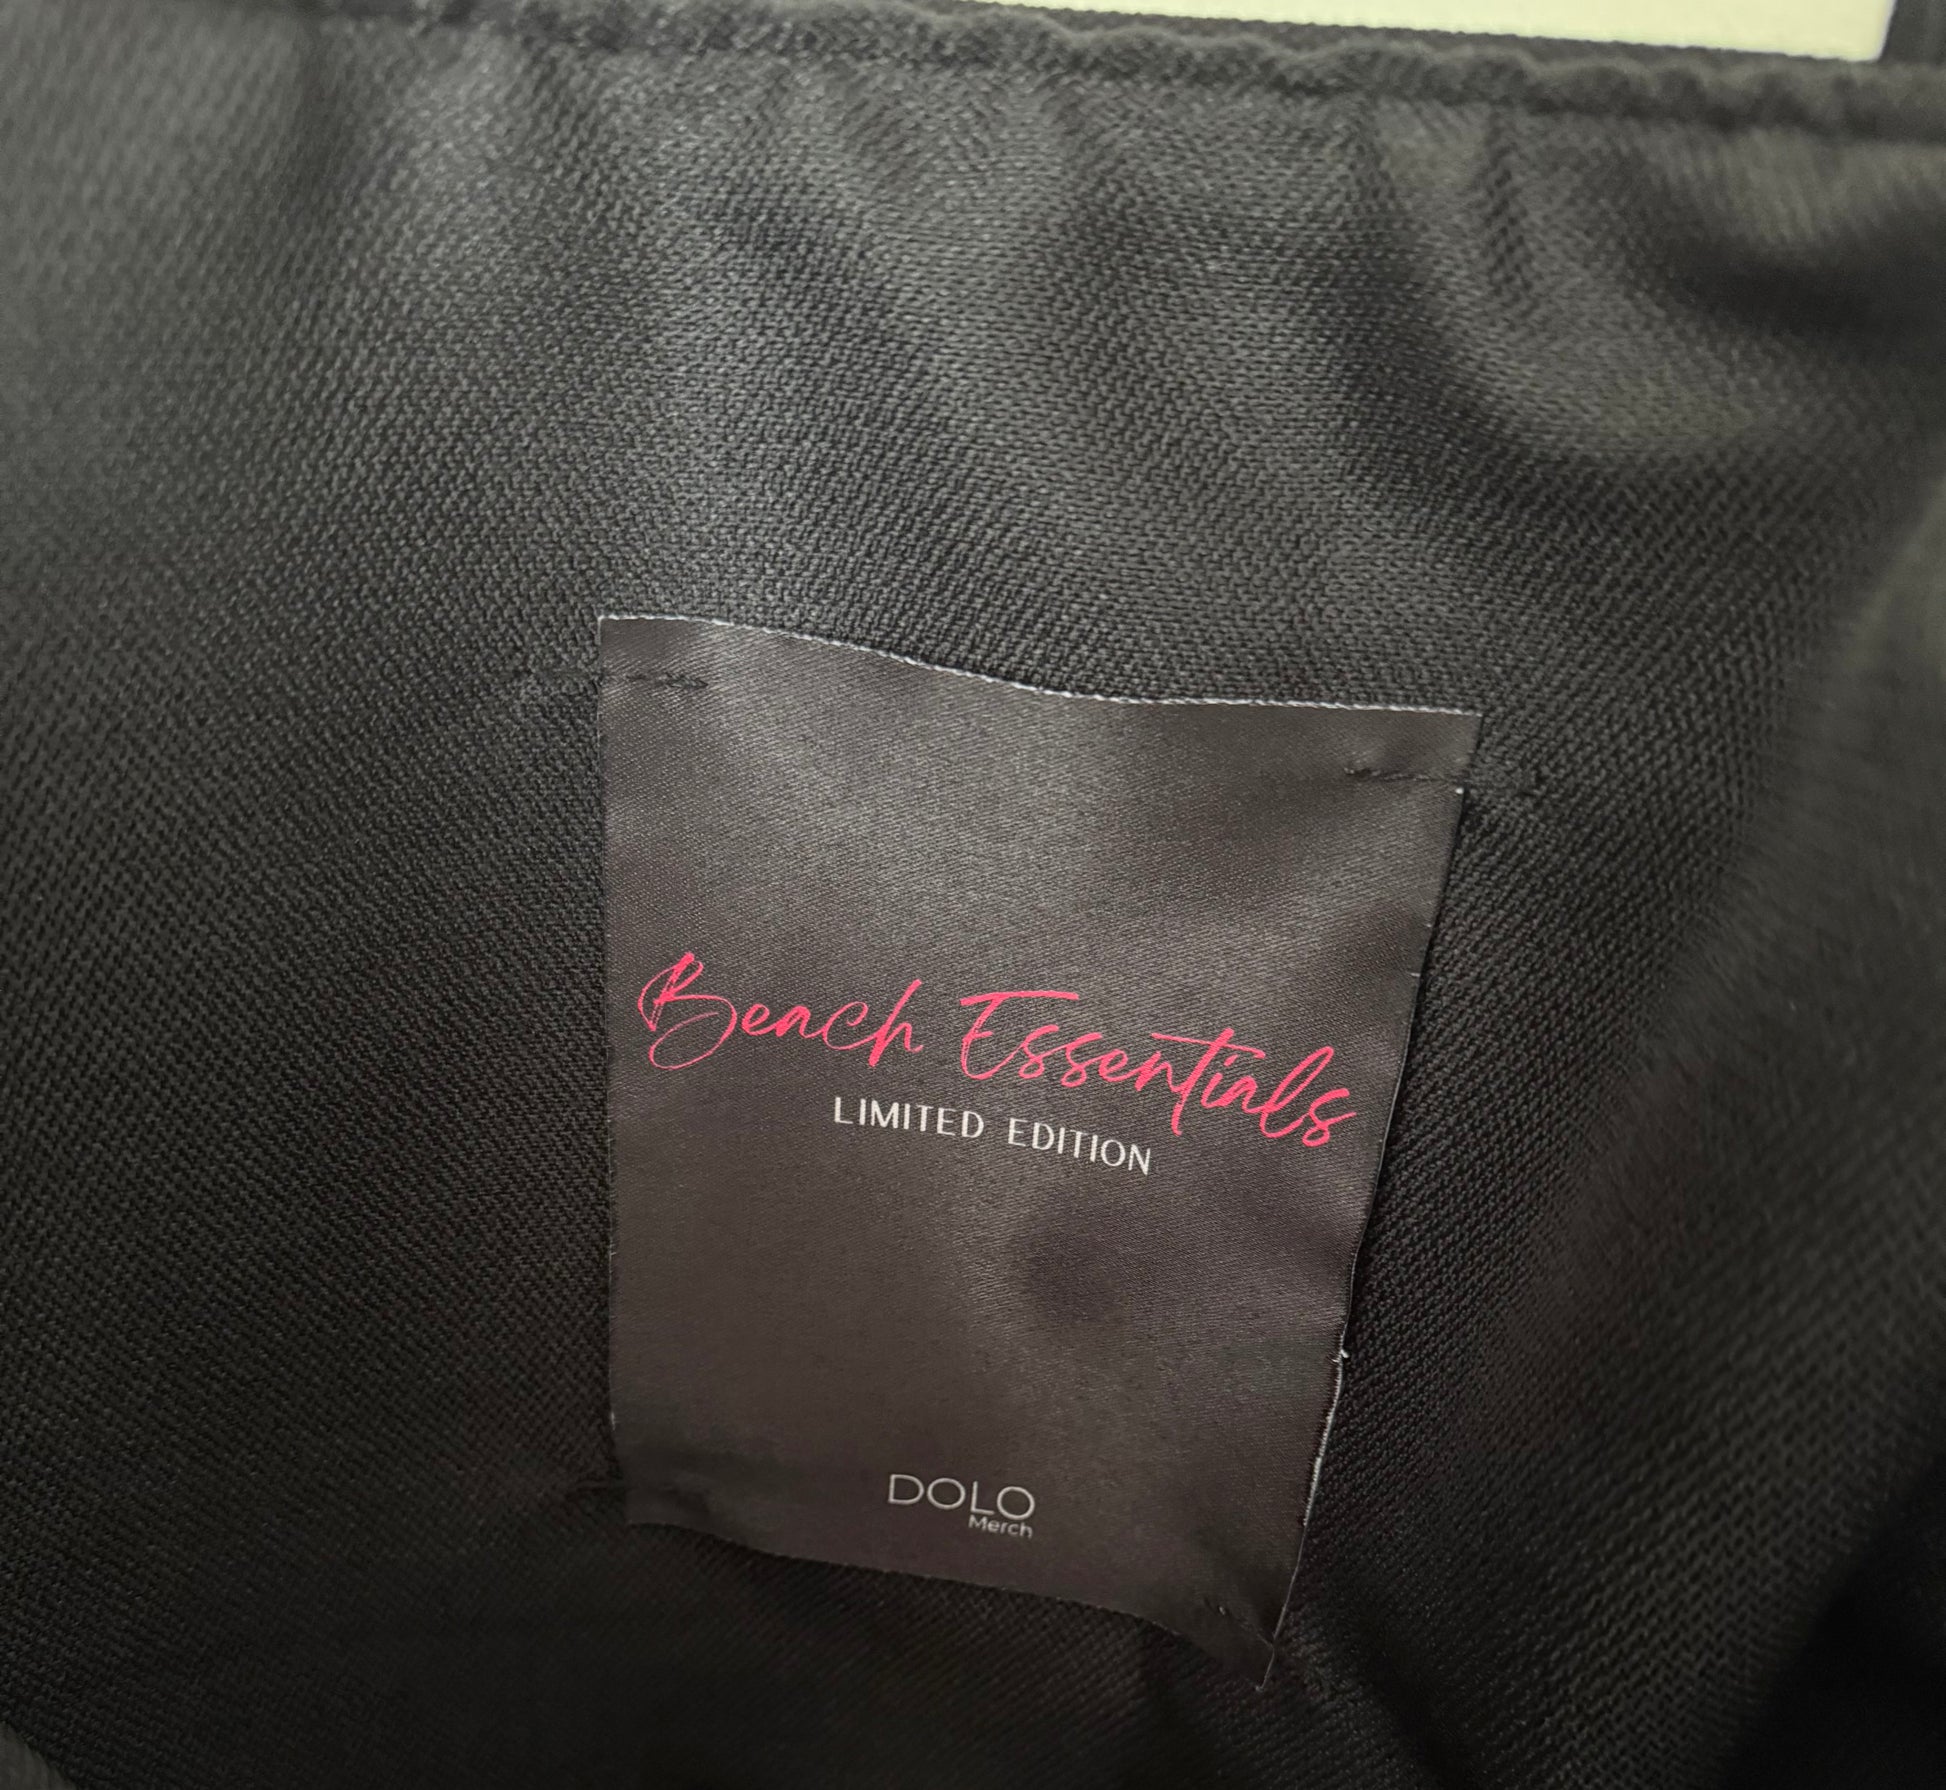 Beach Essentials
LIMITED EDITION
DOLO
Merch